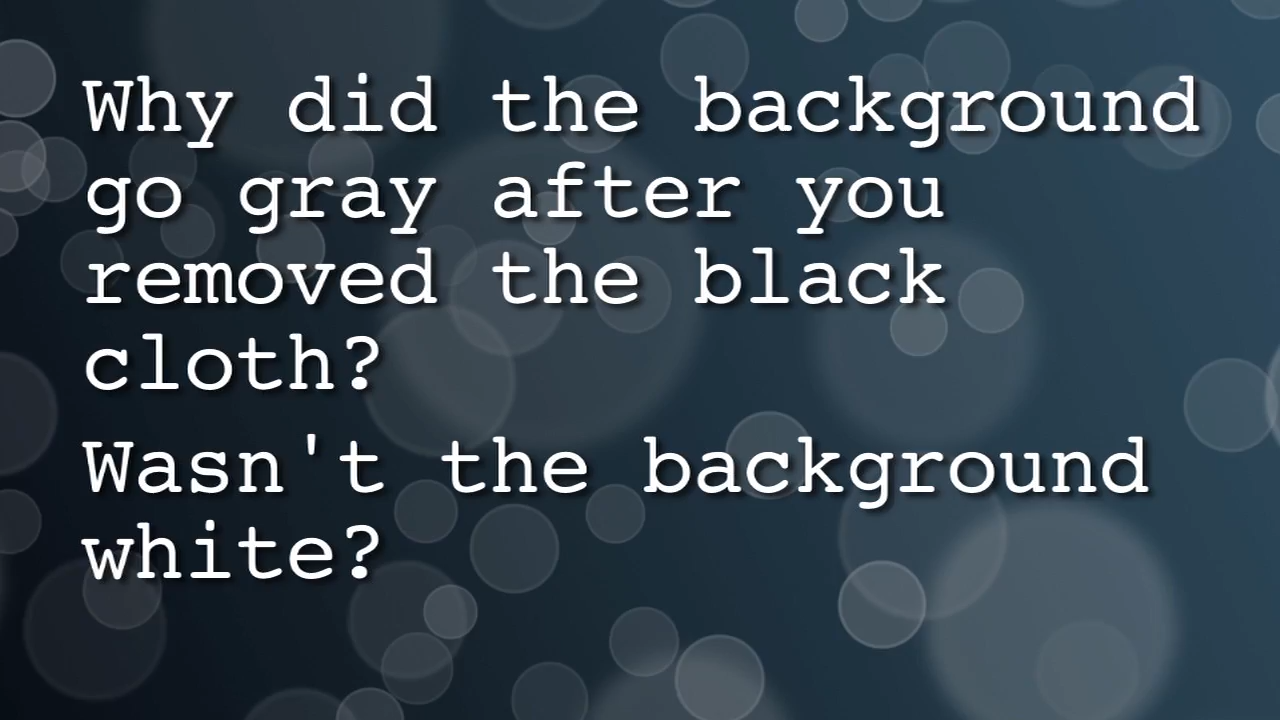 Why did the background
go gray after you
removed the black
cloth?
Wasn't the background
white?